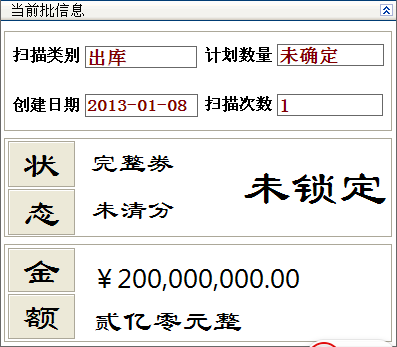 当前批信息
扫描类别 出库 计划数量 未确定
创建日期 2013-01-08 扫描次数 1
状态 完整券 未锁定
未清分
金额 ￥200,000,000.00
贰亿零元整